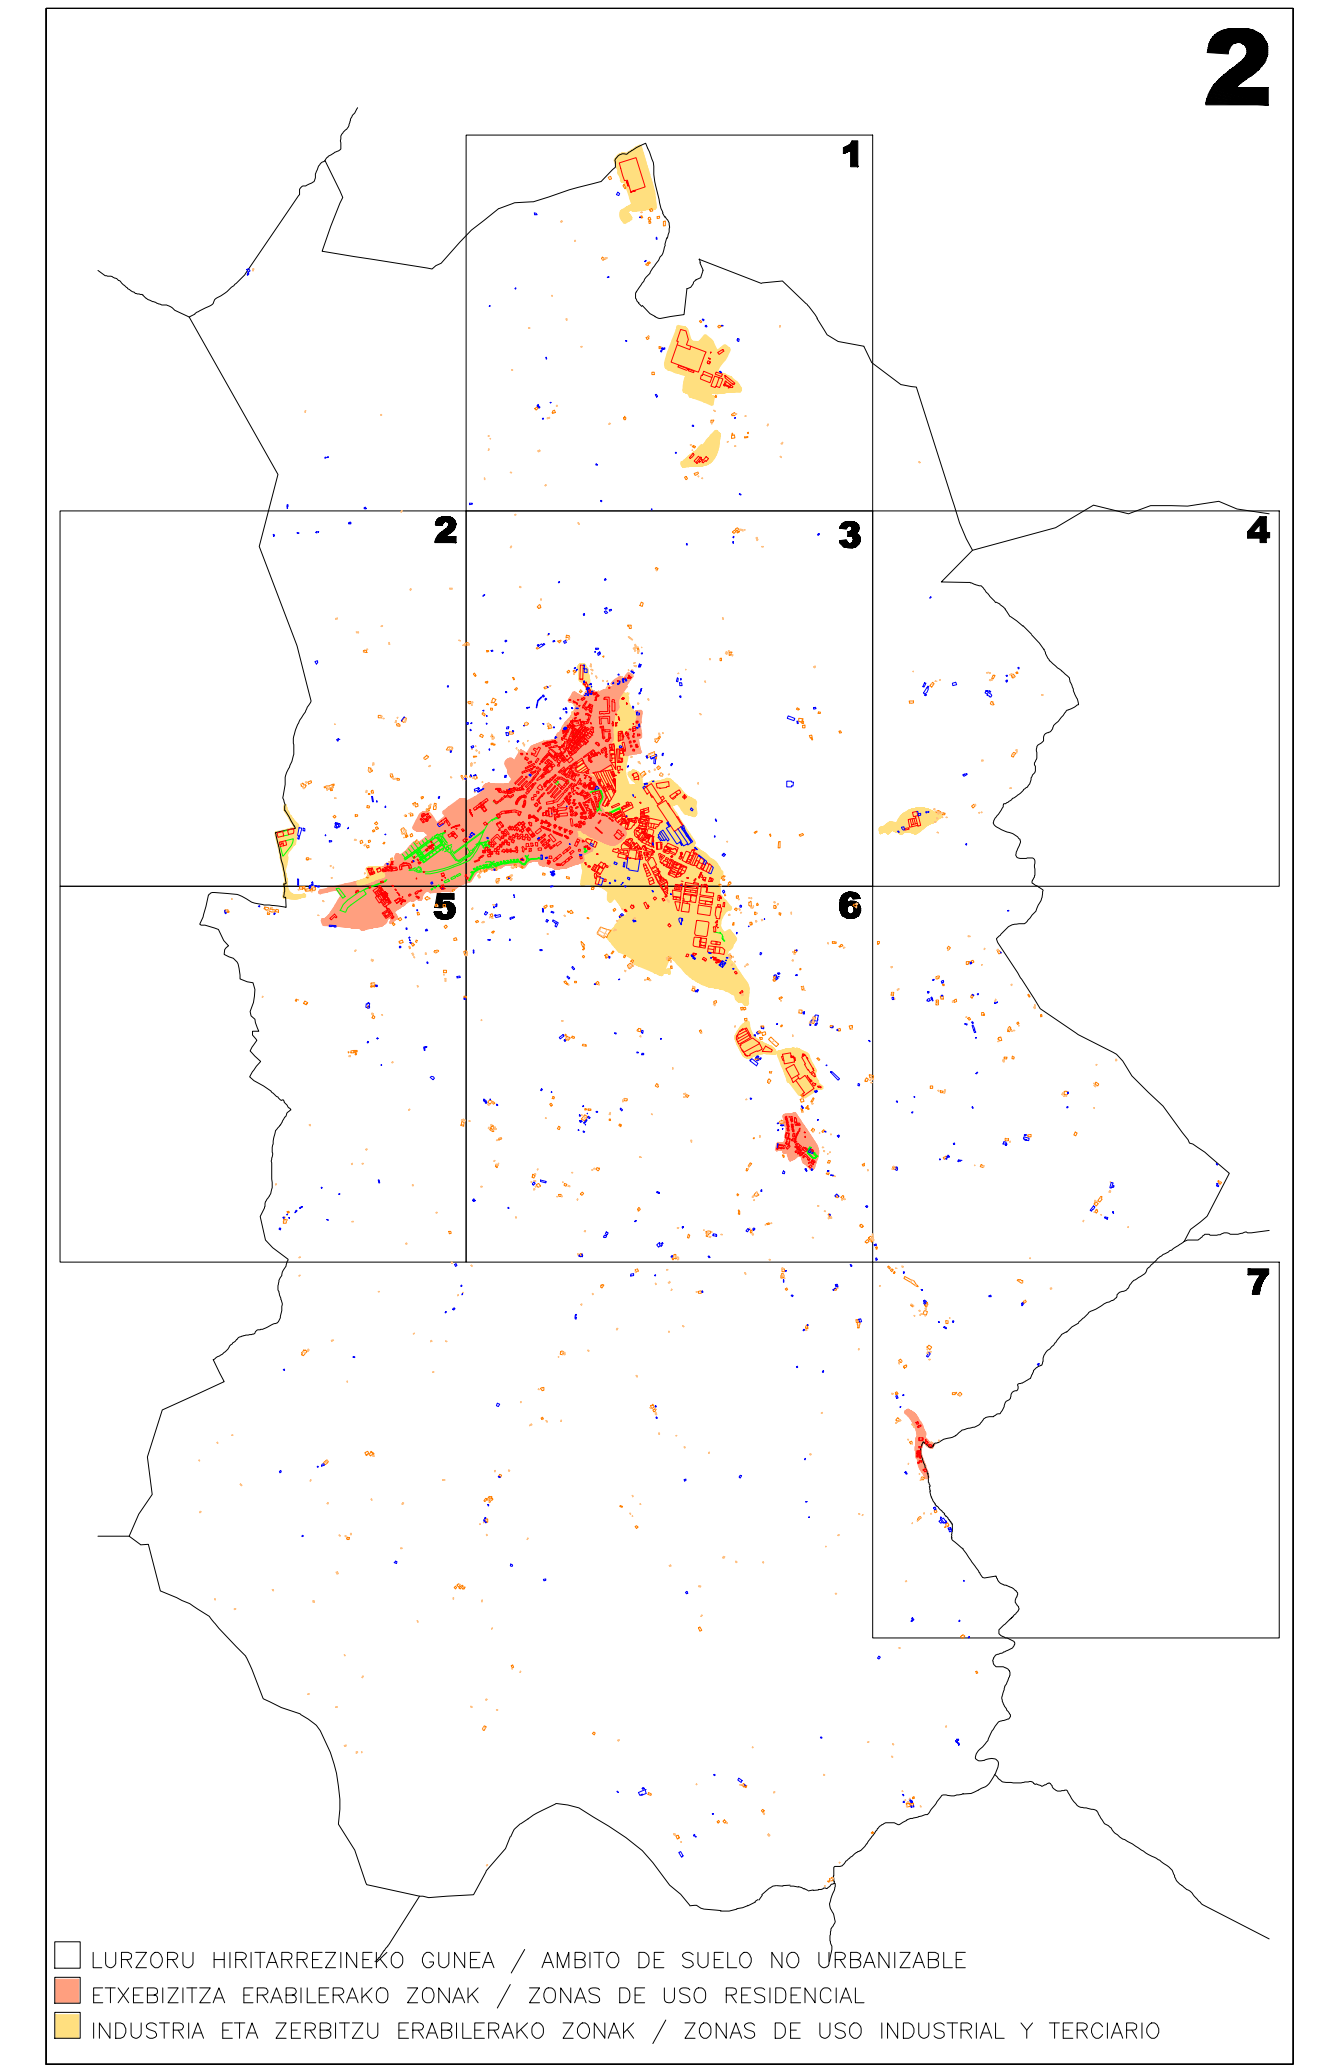 2
1
2
3
4
5
6
7
LURZORU HIRITARREZINEKO GUNEA / AMBITO DE SUELO NO URBANIZABLE
ETXEBIZITZA ERABILERAKO ZONAK / ZONAS DE USO RESIDENCIAL
INDUSTRIA ETA ZERBITZU ERABILERAKO ZONAK / ZONAS DE USO INDUSTRIAL Y TERCIARIO